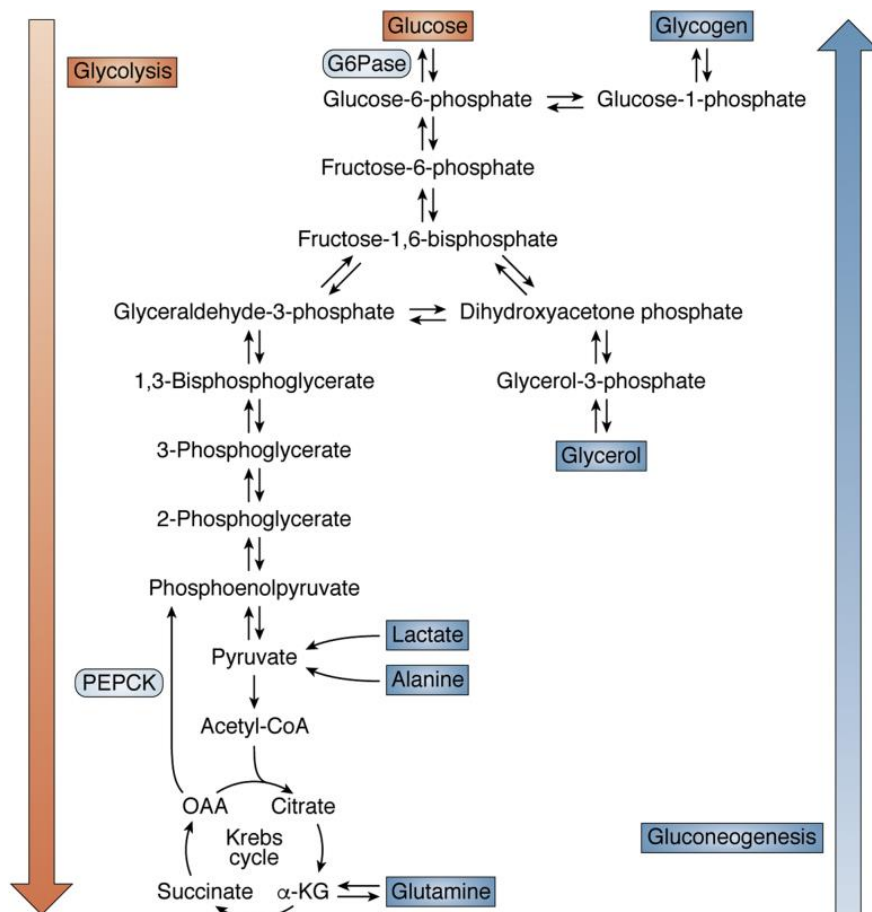 Glucose
Glycogen
Glycolysis
G6Pase
Glucose-6-phosphate
Glucose-1-phosphate
Fructose-6-phosphate
Fructose-1,6-bisphosphate
Glyceraldehyde-3-phosphate
Dihydroxyacetone phosphate
1,3-Bisphosphoglycerate
Glycerol-3-phosphate
3-Phosphoglycerate
Glycerol
2-Phosphoglycerate
Phosphoenolpyruvate
Lactate
Pyruvate
Alanine
PEPCK
Acetyl-CoA
OAA
Citrate
Krebs
cycle
Gluconeogenesis
Succinate
α-KG
Glutamine